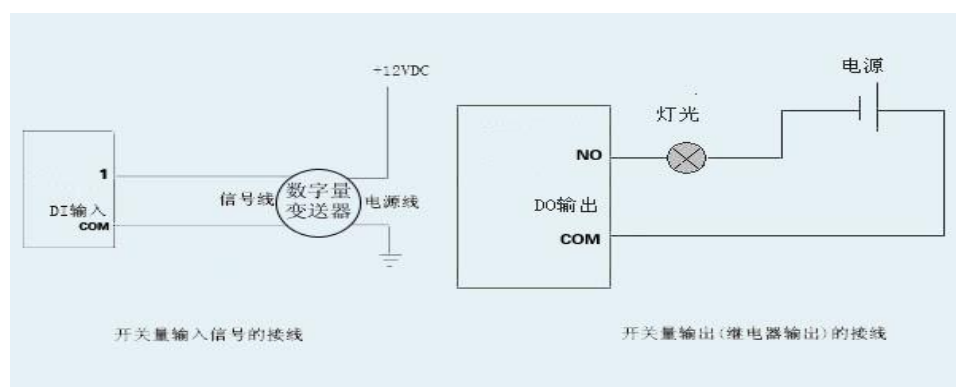 +12VDC
1
DI输入
COM
信号线
数字量
变送器
电源线
开关量输入信号的接线
电源
灯光
NO
DO输出
COM
开关量输出(继电器输出)的接线